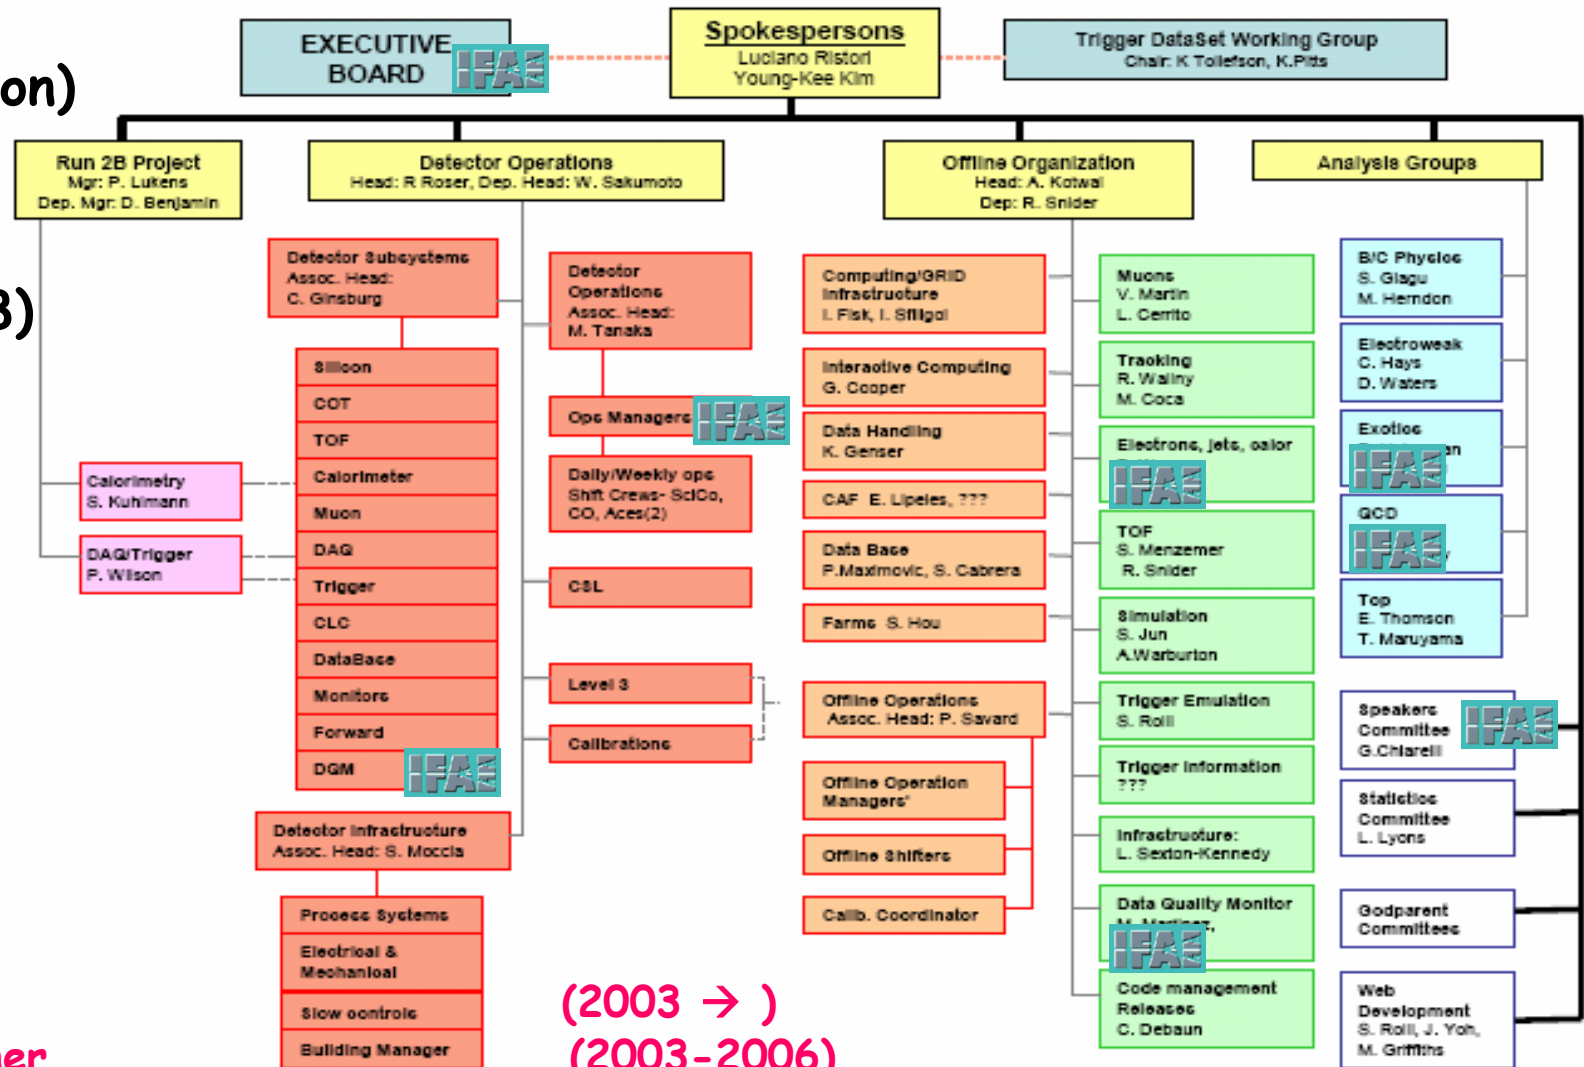 EXECUTIVE
BOARD
IFAE
Spokespersons
Luciano Ristori
Young-Kee Kim
Trigger DataSet Working Group
Chair: K Tollefson, K.Pitts
on)
Run 2B Project
Mgr: P. Lukens
Dep. Mgr: D. Benjamin
Detector Operations
Head: R Roser, Dep. Head: W. Sakumoto
Offline Organization
Head: A. Kotwal
Dep: R. Snider
Analysis Groups
3)
Calorimetry
S. Kuhlmann
DAQ/Trigger
P. Wilson
Detector Subsystems
Assoc. Head:
C. Ginsburg
Silicon
COT
TOF
Calorimeter
Muon
DAQ
Trigger
CLC
DataBase
Monitors
Forward
DQM
IFAE
Detector Infrastructure
Assoc. Head: S. Moccia
Process Systems
Electrical &
Mechanical
Slow controls
Building Manager
Detector
Operations
Assoc. Head:
M. Tanaka
Ops Managers
IFAE
Daily/Weekly ops
Shift Crews- SciCo,
CO, Aces(2)
CSL
Level 3
Calibrations
Computing/GRID
Infrastructure
I. Fisk, I. Sfiligoi
Interactive Computing
G. Cooper
Data Handling
K. Genser
CAF E. Lipeles, ???
Data Base
P.Maximovic, S. Cabrera
Farms S. Hou
Offline Operations
Assoc. Head: P. Savard
Offline Operation
Managers'
Offline Shifters
Calib. Coordinator
Muons
V. Martin
L. Cerrito
Tracking
R. Wallny
M. Coca
Electrons, jets, calor
IFAE
TOF
S. Menzemer
R. Snider
Simulation
S. Jun
A.Warburton
Trigger Emulation
S. Rolli
Trigger Information
???
Infrastructure:
L. Sexton-Kennedy
Data Quality Monitor
M. Martinez,
IFAE
Code management
Releases
C. Debaun
B/C Physics
S. Giagu
M. Herndon
Electroweak
C. Hays
D. Waters
Exotics
an
IFAE
QCD
IFAE
y
Top
E. Thomson
T. Maruyama
Speakers
Committee
G.Chiarelli
IFAE
Statistics
Committee
L. Lyons
Godparent
Committees
Web
Development
S. Rolli, J. Yoh,
M. Griffiths
(2003 → )
(2003-2006)
ner